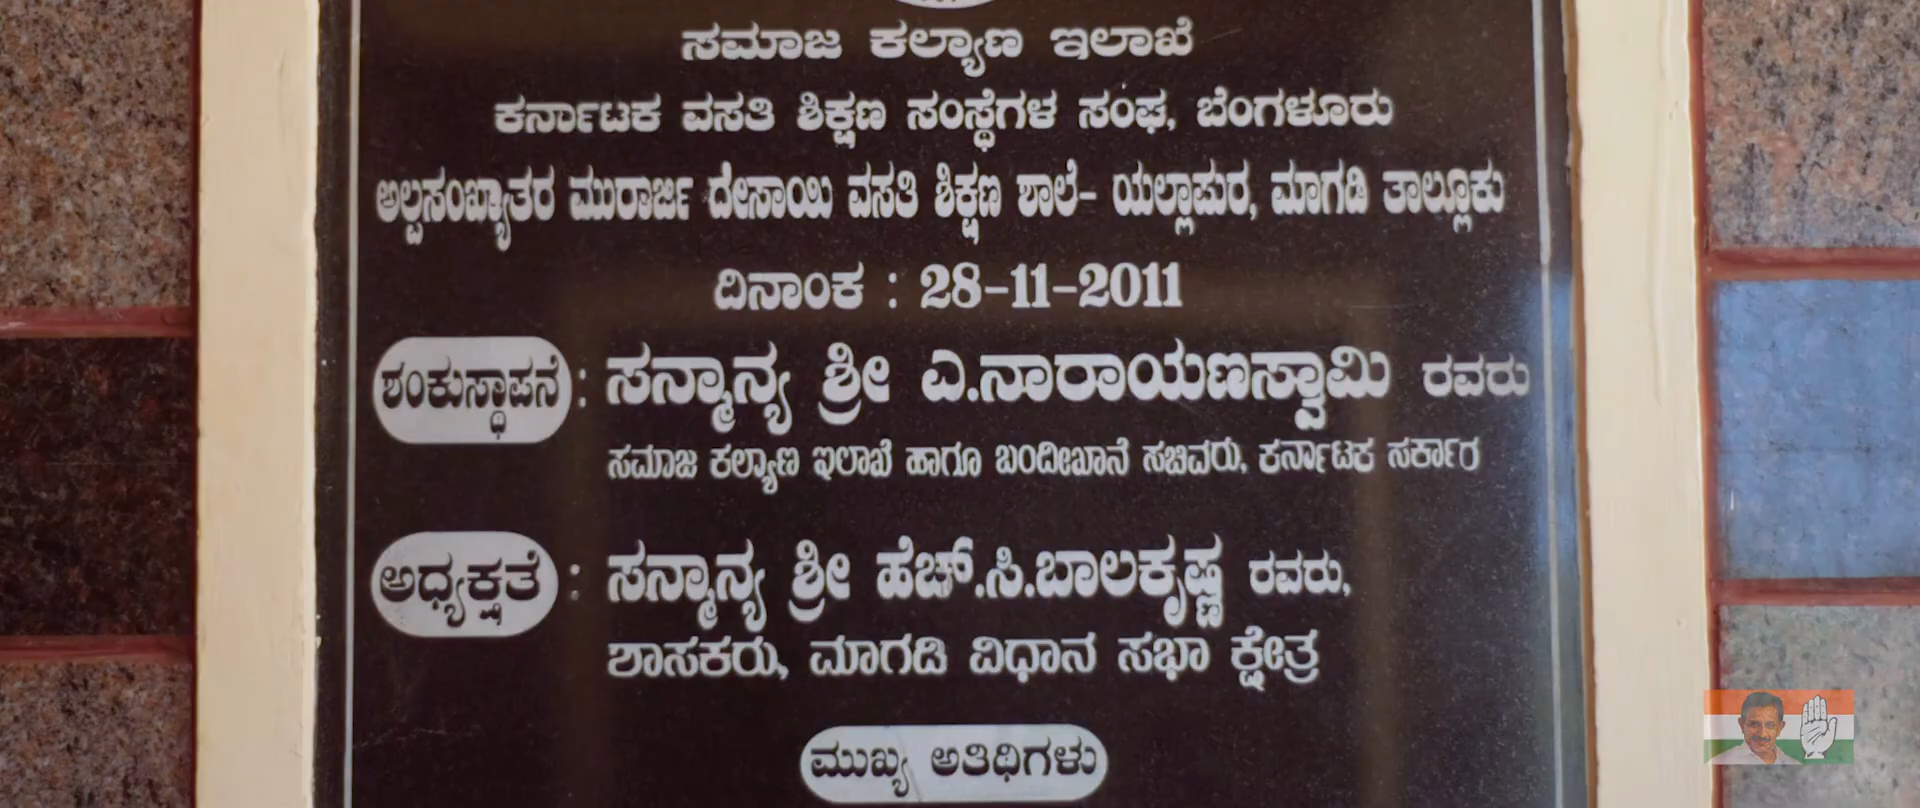 ಸಮಾಜ ಕಲ್ಯಾಣ ಇಲಾಖೆ
ಕರ್ನಾಟಕ ವಸತಿ ಶಿಕ್ಷಣ ಸಂಸ್ಥೆಗಳ ಸಂಘ, ಬೆಂಗಳೂರು
ಅಲ್ಪಸಂಖ್ಯಾತರ ಮುರಾರ್ಜಿ ದೇಸಾಯಿ ವಸತಿ ಶಿಕ್ಷಣ ಶಾಲೆ- ಯಲ್ಲಾಪುರ, ಮಾಗಡಿ ತಾಲ್ಲೂಕು
ದಿನಾಂಕ : 28-11-2011
ಶಂಕುಸ್ಥಾಪನೆ : ಸನ್ಮಾನ್ಯ ಶ್ರೀ ಎ.ನಾರಾಯಣಸ್ವಾಮಿ ರವರು
ಸಮಾಜ ಕಲ್ಯಾಣ ಇಲಾಖೆ ಹಾಗೂ ಬಂದೀಖಾನೆ ಸಚಿವರು, ಕರ್ನಾಟಕ ಸರ್ಕಾರ
ಅಧ್ಯಕ್ಷತೆ : ಸನ್ಮಾನ್ಯ ಶ್ರೀ ಹೆಚ್.ಸಿ.ಬಾಲಕೃಷ್ಣ ರವರು,
ಶಾಸಕರು, ಮಾಗಡಿ ವಿಧಾನ ಸಭಾ ಕ್ಷೇತ್ರ
ಮುಖ್ಯ ಅತಿಥಿಗಳು